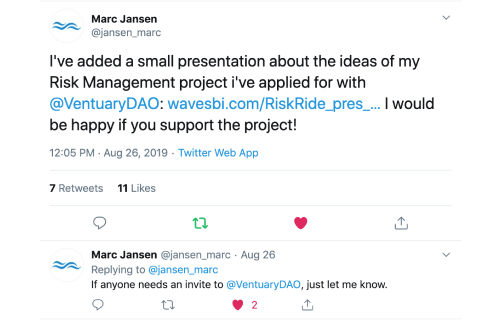 Marc Jansen
@jansen_marc
I've added a small presentation about the ideas of my
Risk Management project i've applied for with
@VentuaryDAO: wavesbi.com/RiskRide_pres_... I would
be happy if you support the project!
12:05 PM · Aug 26, 2019 · Twitter Web App
7 Retweets 11 Likes
Marc Jansen @jansen_marc · Aug 26
Replying to @jansen_marc
If anyone needs an invite to @VentuaryDAO, just let me know.
2